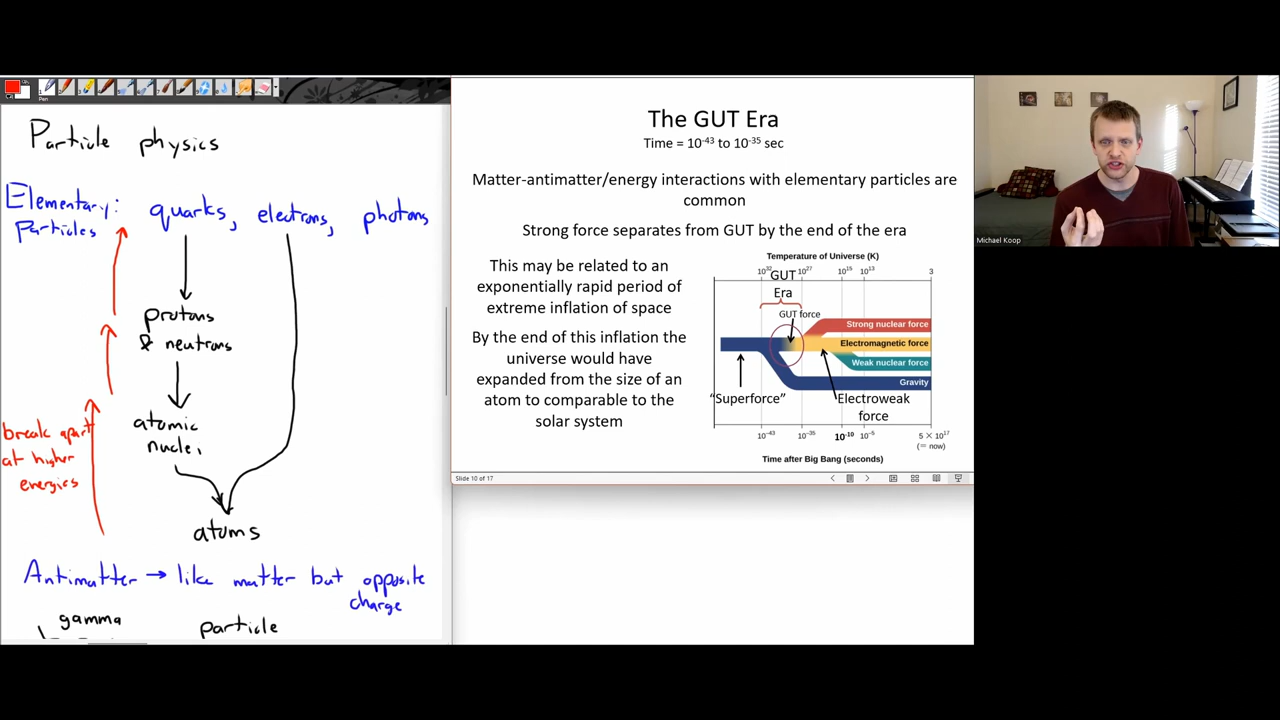 Particle physics
Elementary: quarks, electrons, photons
Particles
protons
& neutrons
atomic
nuclei
break apart
at higher
energies
atoms
Antimatter → like matter but opposite
charge
gamma
particle
Pen
The GUT Era
Time = 10⁻⁴³ to 10⁻³⁵ sec
Matter-antimatter/energy interactions with elementary particles are
common
Strong force separates from GUT by the end of the era
This may be related to an
exponentially rapid period of
extreme inflation of space
By the end of this inflation the
universe would have
expanded from the size of an
atom to comparable to the
solar system
Temperature of Universe (K)
10³² 10²⁷ 10¹⁵ 10¹³ 3
GUT
Era
GUT force
Strong nuclear force
Electromagnetic force
Weak nuclear force
Gravity
"Superforce"
Electroweak
force
10⁻⁴³ 10⁻³⁵ 10⁻¹⁰ 10⁻⁵ 5 × 10¹⁷
(= now)
Time after Big Bang (seconds)
Slide 10 of 17
Michael Koop